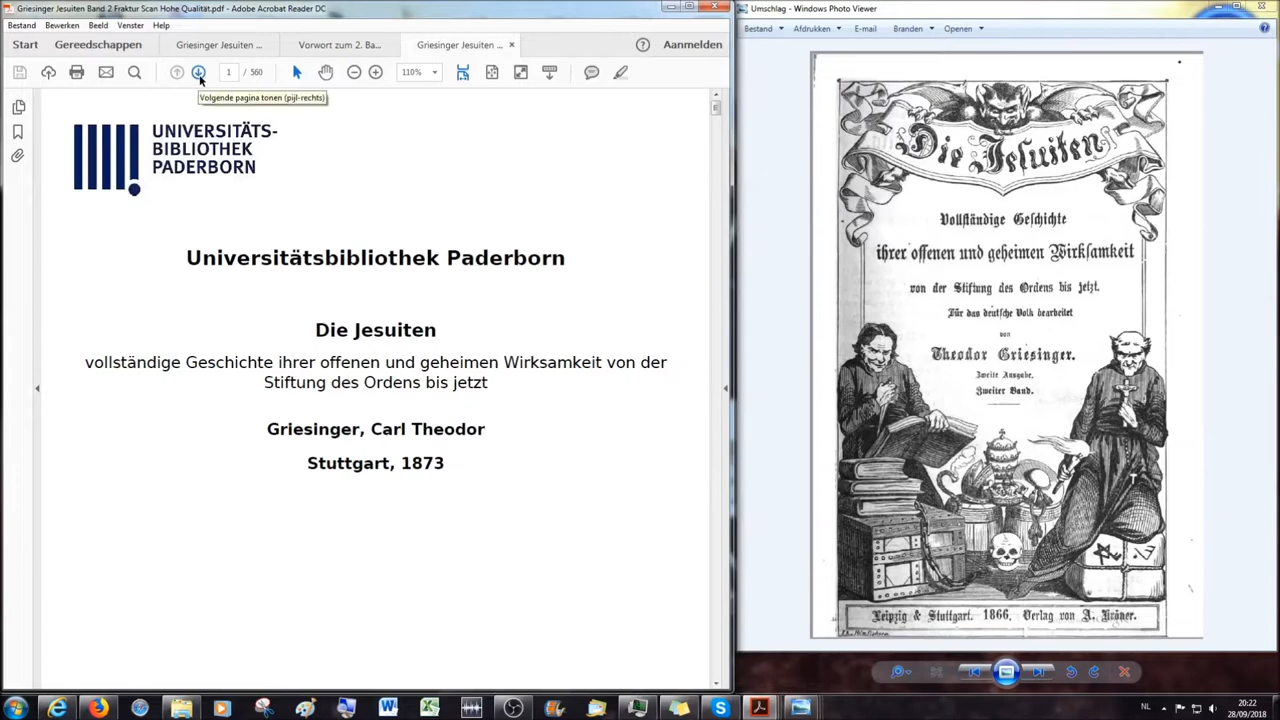 Griesinger Jesuiten Band 2 Fraktur Scan Hohe Qualität.pdf - Adobe Acrobat Reader DC
Bestand Bewerken Beeld Venster Help
Start Gereedschappen Griesinger Jesuiten ... Vorwort zum 2. Ba... Griesinger Jesuiten ... × Aanmelden
1 / 560 110%
Volgende pagina tonen (pijl-rechts)
UNIVERSITÄTS-
BIBLIOTHEK
PADERBORN
Universitätsbibliothek Paderborn
Die Jesuiten
vollständige Geschichte ihrer offenen und geheimen Wirksamkeit von der
Stiftung des Ordens bis jetzt
Griesinger, Carl Theodor
Stuttgart, 1873
Umschlag - Windows Photo Viewer
Bestand Afdrukken E-mail Branden Openen
Die Jesuiten
Vollständige Geschichte
ihrer offenen und geheimen Wirksamkeit
von der Stiftung des Ordens bis jetzt.
Für das deutsche Volk bearbeitet
von
Theodor Griesinger.
Zweite Ausgabe.
Zweiter Band.
Leipzig & Stuttgart. 1866. Verlag von A. Kröner.
NL 20:22
28/09/2018